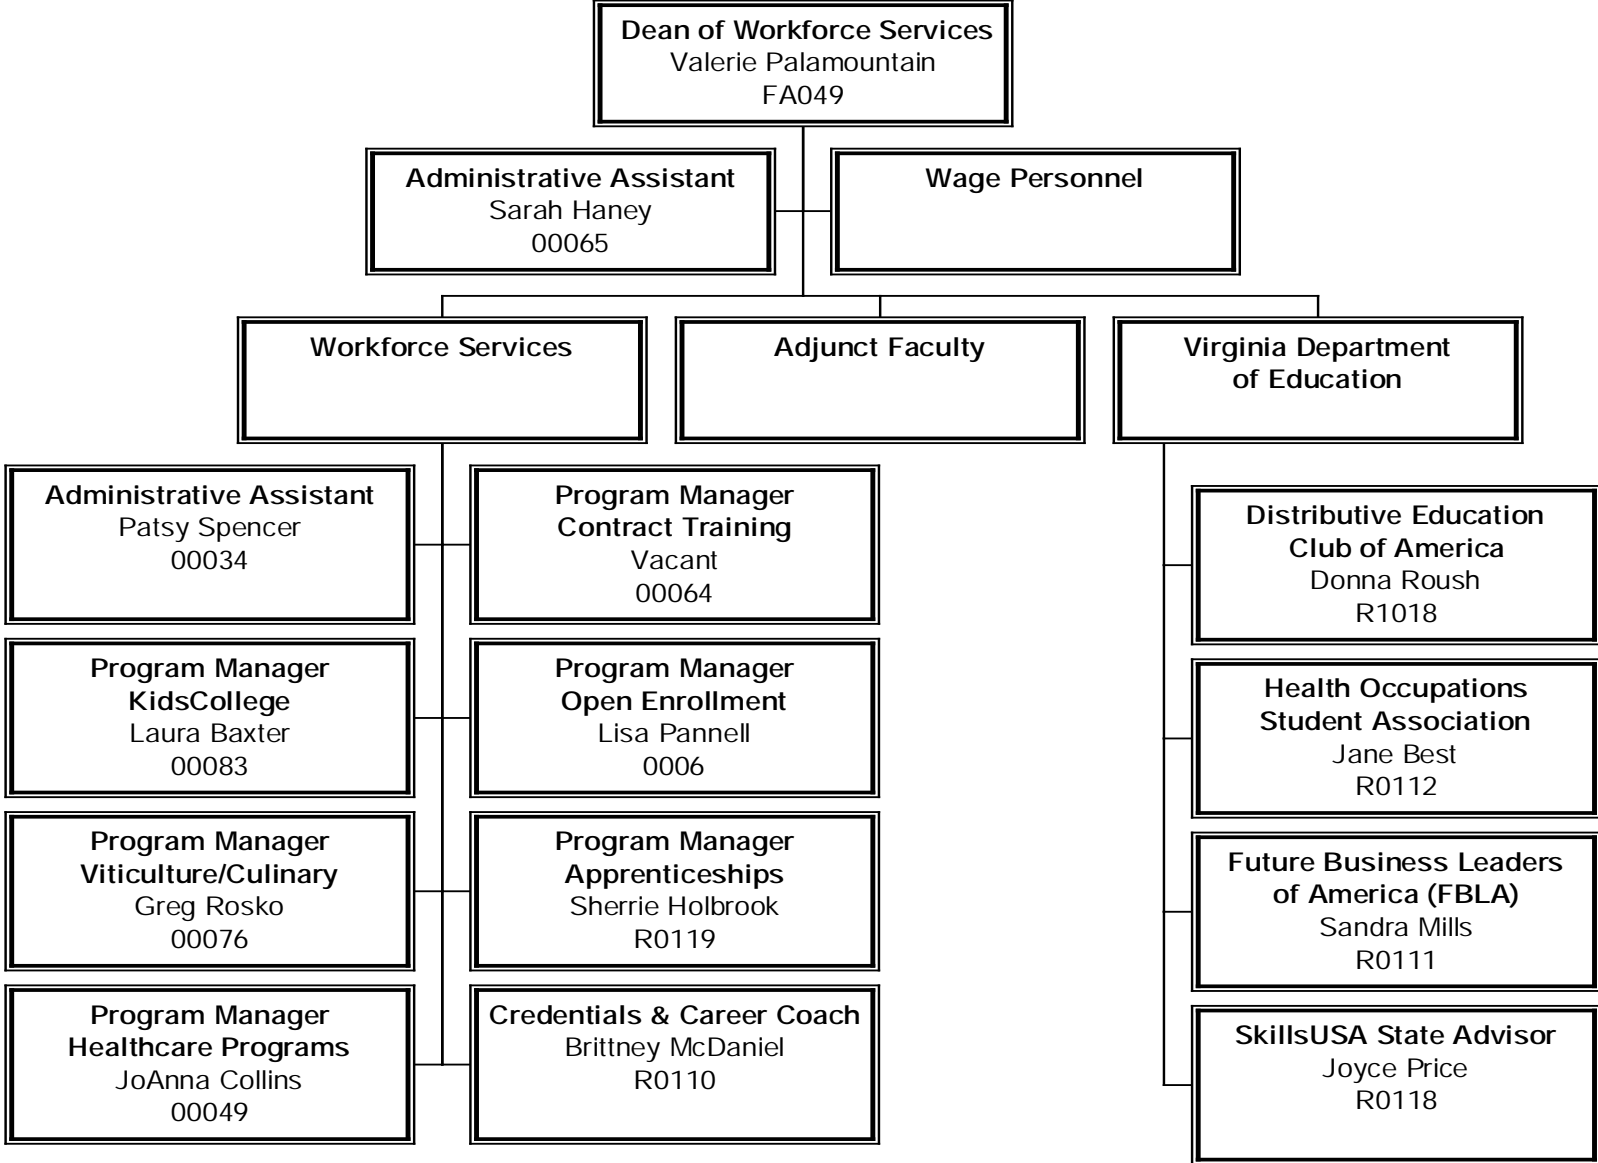 Dean of Workforce Services
Valerie Palamountain
FA049
Administrative Assistant
Sarah Haney
00065
Wage Personnel
Workforce Services
Adjunct Faculty
Virginia Department
of Education
Administrative Assistant
Patsy Spencer
00034
Program Manager
Contract Training
Vacant
00064
Program Manager
KidsCollege
Laura Baxter
00083
Program Manager
Open Enrollment
Lisa Pannell
0006
Program Manager
Viticulture/Culinary
Greg Rosko
00076
Program Manager
Apprenticeships
Sherrie Holbrook
R0119
Program Manager
Healthcare Programs
JoAnna Collins
00049
Credentials & Career Coach
Brittney McDaniel
R0110
Distributive Education
Club of America
Donna Roush
R1018
Health Occupations
Student Association
Jane Best
R0112
Future Business Leaders
of America (FBLA)
Sandra Mills
R0111
SkillsUSA State Advisor
Joyce Price
R0118